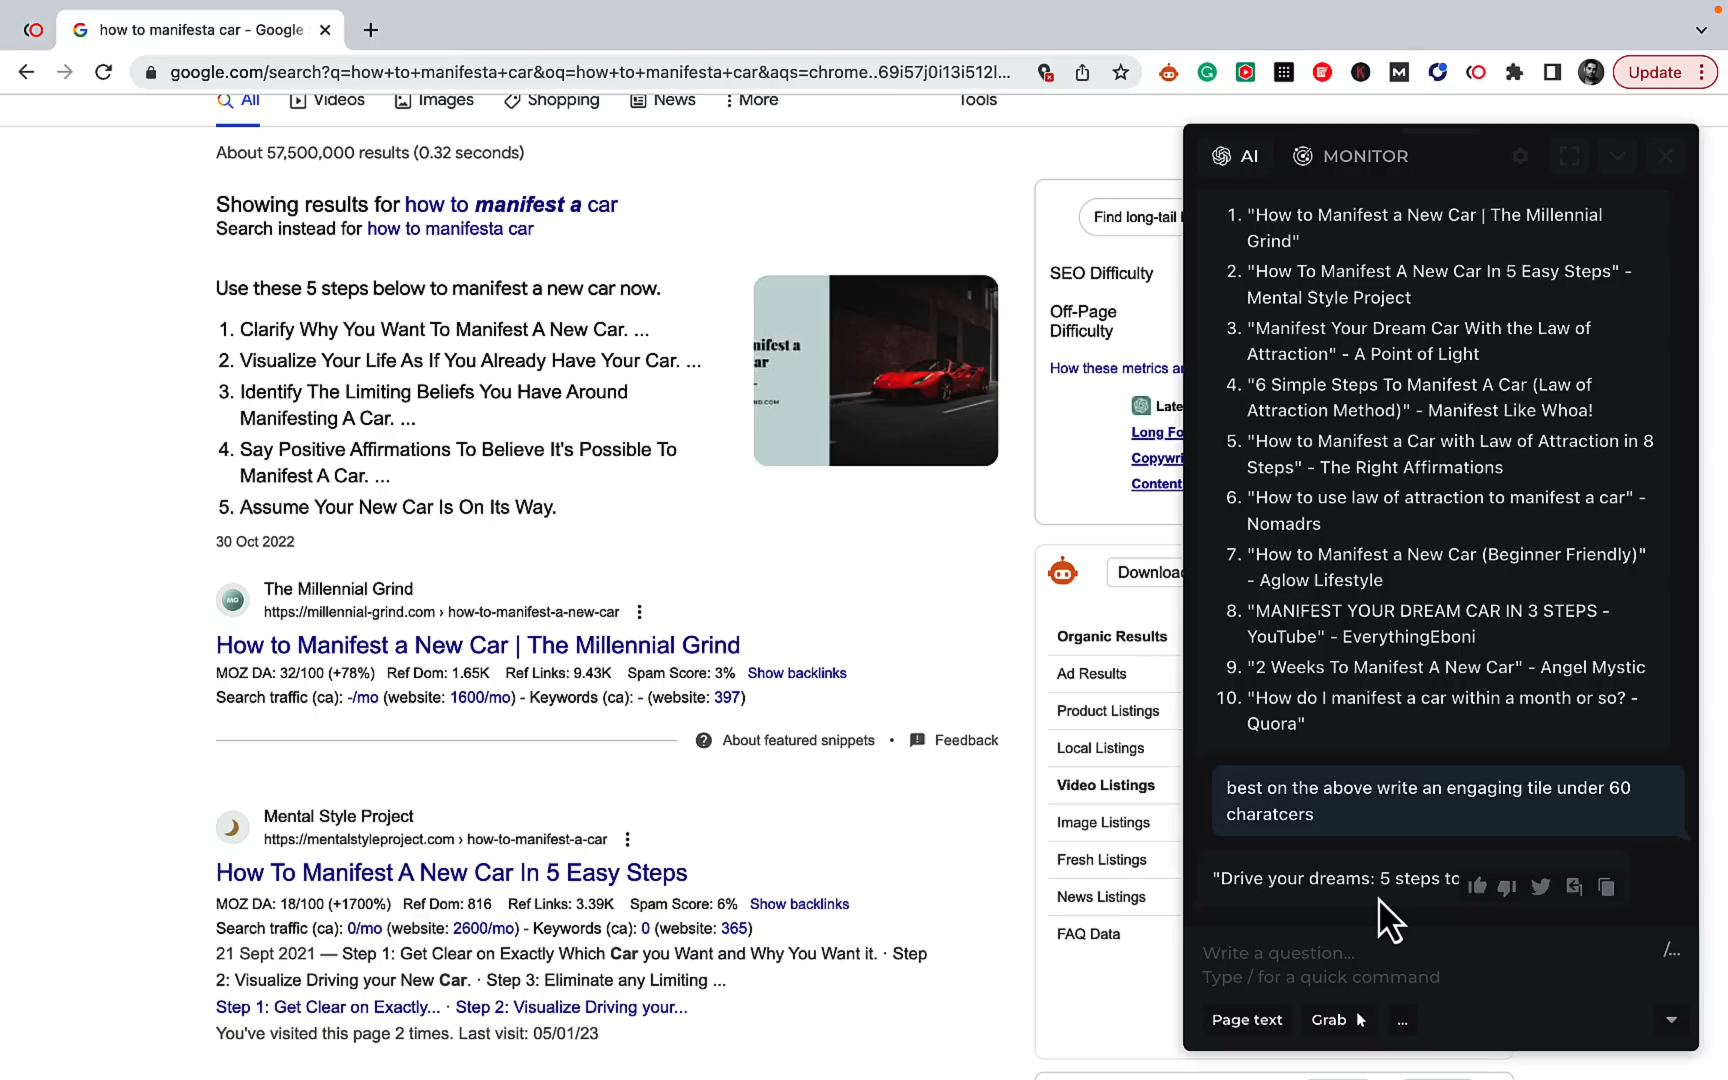 how to manifesta car - Google
google.com/search?q=how+to+manifesta+car&oq=how+to+manifesta+car&aqs=chrome..69i57j0i13i512l...
Update
All
Videos
Images
Shopping
News
More
Tools
About 57,500,000 results (0.32 seconds)
Showing results for how to manifest a car
Search instead for how to manifesta car
Use these 5 steps below to manifest a new car now.
1. Clarify Why You Want To Manifest A New Car. ...
2. Visualize Your Life As If You Already Have Your Car. ...
3. Identify The Limiting Beliefs You Have Around
Manifesting A Car. ...
4. Say Positive Affirmations To Believe It's Possible To
Manifest A Car. ...
5. Assume Your New Car Is On Its Way.
30 Oct 2022
nifest a
ar
NG.COM
MG
The Millennial Grind
https://millennial-grind.com › how-to-manifest-a-new-car
How to Manifest a New Car | The Millennial Grind
MOZ DA: 32/100 (+78%) Ref Dom: 1.65K Ref Links: 9.43K Spam Score: 3% Show backlinks
Search traffic (ca): -/mo (website: 1600/mo) - Keywords (ca): - (website: 397)
About featured snippets • Feedback
Mental Style Project
https://mentalstyleproject.com › how-to-manifest-a-car
How To Manifest A New Car In 5 Easy Steps
MOZ DA: 18/100 (+1700%) Ref Dom: 816 Ref Links: 3.39K Spam Score: 6% Show backlinks
Search traffic (ca): 0/mo (website: 2600/mo) - Keywords (ca): 0 (website: 365)
21 Sept 2021 — Step 1: Get Clear on Exactly Which Car you Want and Why You Want it. · Step
2: Visualize Driving your New Car. · Step 3: Eliminate any Limiting ...
Step 1: Get Clear on Exactly... · Step 2: Visualize Driving your...
You've visited this page 2 times. Last visit: 05/01/23
Find long-tail
SEO Difficulty
Off-Page
Difficulty
How these metrics a
Late
Long Fo
Copywri
Content
Download
Organic Results
Ad Results
Product Listings
Local Listings
Video Listings
Image Listings
Fresh Listings
News Listings
FAQ Data
AI
MONITOR
1. "How to Manifest a New Car | The Millennial
Grind"
2. "How To Manifest A New Car In 5 Easy Steps" -
Mental Style Project
3. "Manifest Your Dream Car With the Law of
Attraction" - A Point of Light
4. "6 Simple Steps To Manifest A Car (Law of
Attraction Method)" - Manifest Like Whoa!
5. "How to Manifest a Car with Law of Attraction in 8
Steps" - The Right Affirmations
6. "How to use law of attraction to manifest a car" -
Nomadrs
7. "How to Manifest a New Car (Beginner Friendly)"
- Aglow Lifestyle
8. "MANIFEST YOUR DREAM CAR IN 3 STEPS -
YouTube" - EverythingEboni
9. "2 Weeks To Manifest A New Car" - Angel Mystic
10. "How do I manifest a car within a month or so? -
Quora"
best on the above write an engaging tile under 60
charatcers
"Drive your dreams: 5 steps to
Write a question...
Type / for a quick command
/...
Page text
Grab
...